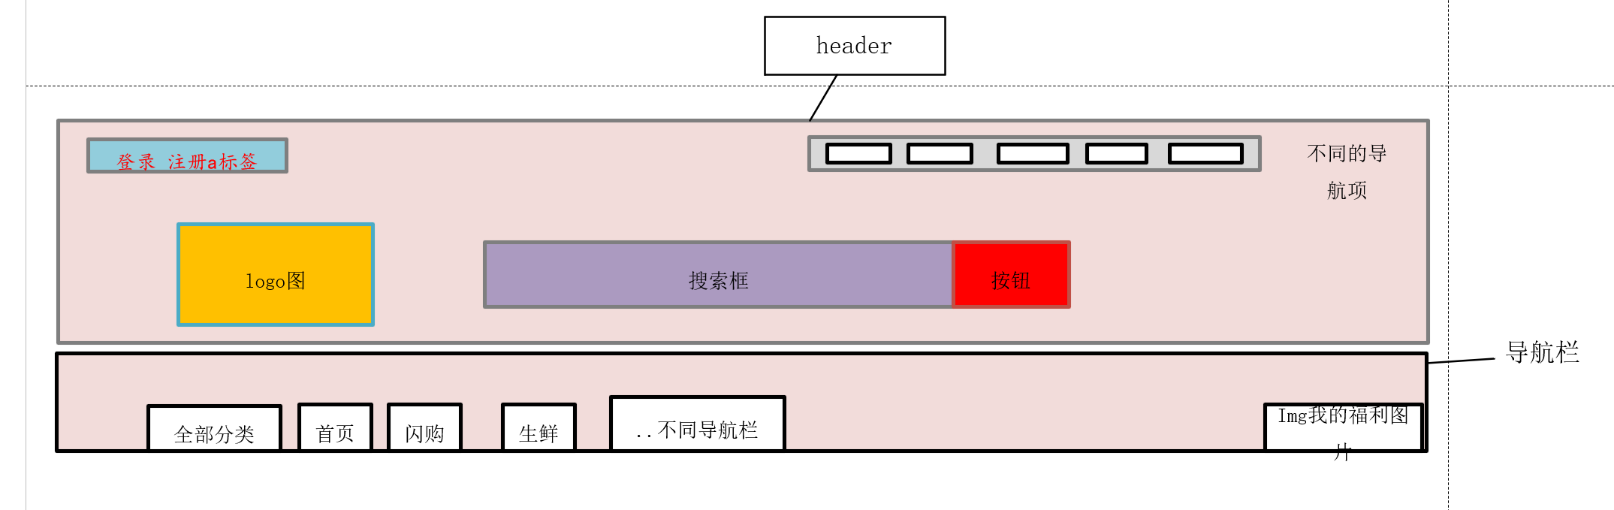 header
登录 注册a标签
不同的导
航项
logo图
搜索框
按钮
导航栏
全部分类
首页
闪购
生鲜
..不同导航栏
Img我的福利图
片